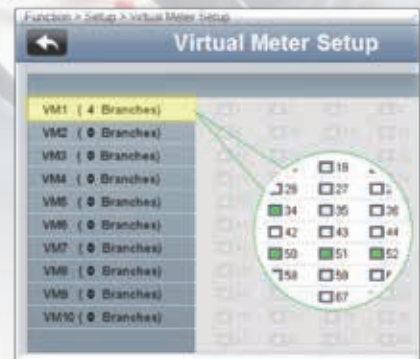 Function > Setup > Virtual Meter Setup
Virtual Meter Setup
VM1 ( 4 Branches)
VM2 ( 0 Branches)
VM3 ( 0 Branches)
VM4 ( 0 Branches)
VM5 ( 0 Branches)
VM6 ( 0 Branches)
VM7 ( 0 Branches)
VM8 ( 0 Branches)
VM9 ( 0 Branches)
VM10 ( 0 Branches)
19
26 27
34 35 36
42 43 44
50 51 52
58 59
67